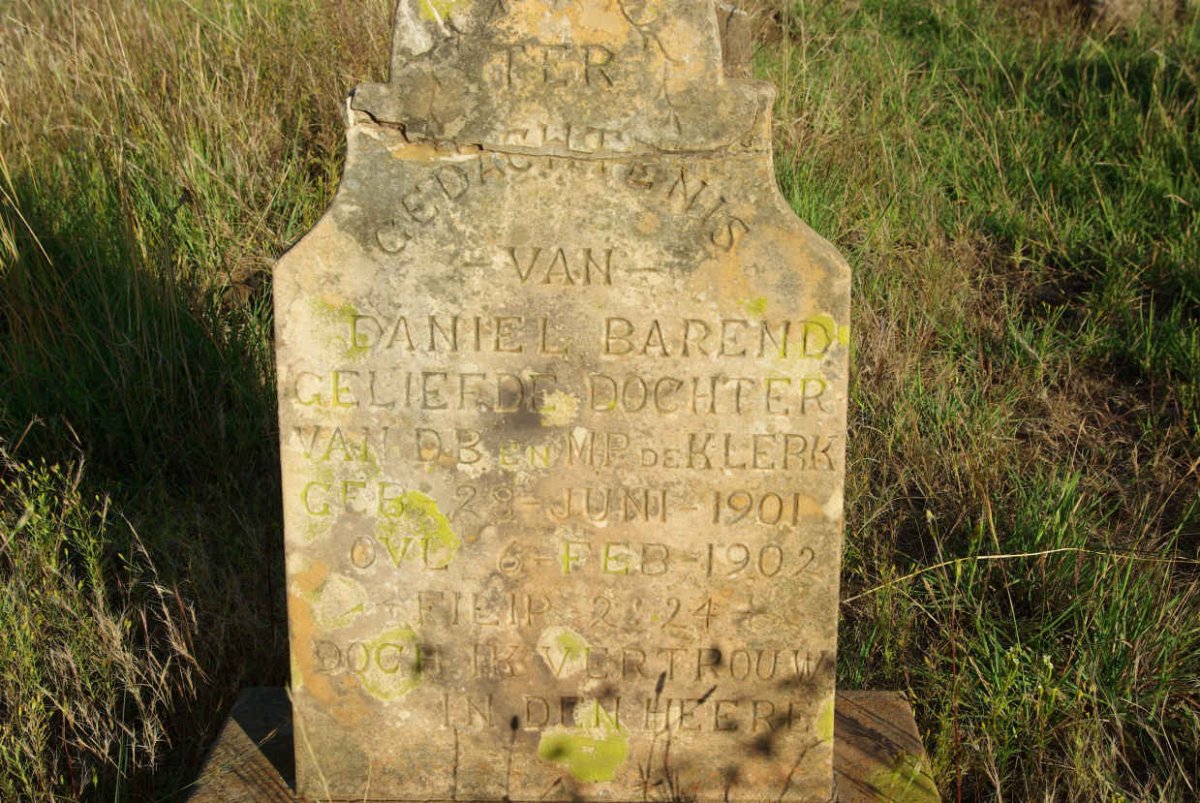 TER
GEDACHTENIS
- VAN -
DANIEL BAREND
GELIEFDE DOCHTER
VAN D.B EN M.P. DE KLERK
GEB. 28 - JUNI - 1901
OVL 6 - FEB - 1902
FILIP. 2:24
DOCH IK VERTROUW
IN DEN HEERE